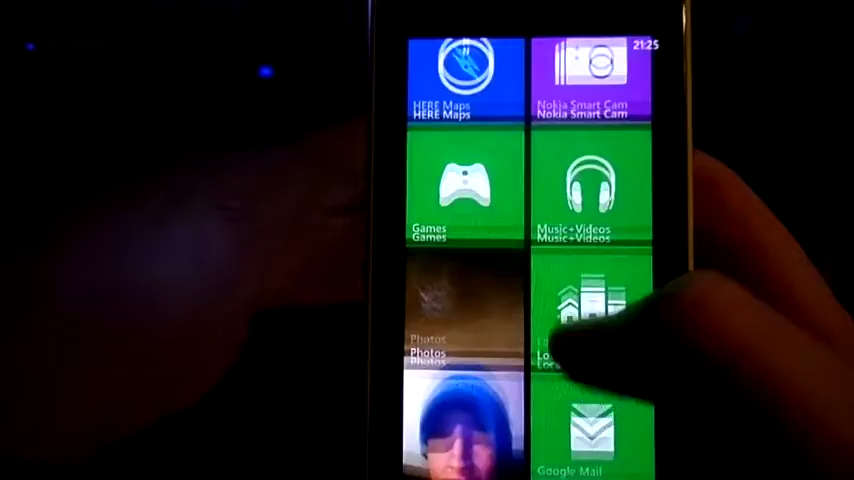 21:25
HERE Maps
HERE Maps
Nokia Smart Cam
Nokia Smart Cam
Games
Games
Music+Videos
Music+Videos
Photos
Photos
Photos
Google Mail